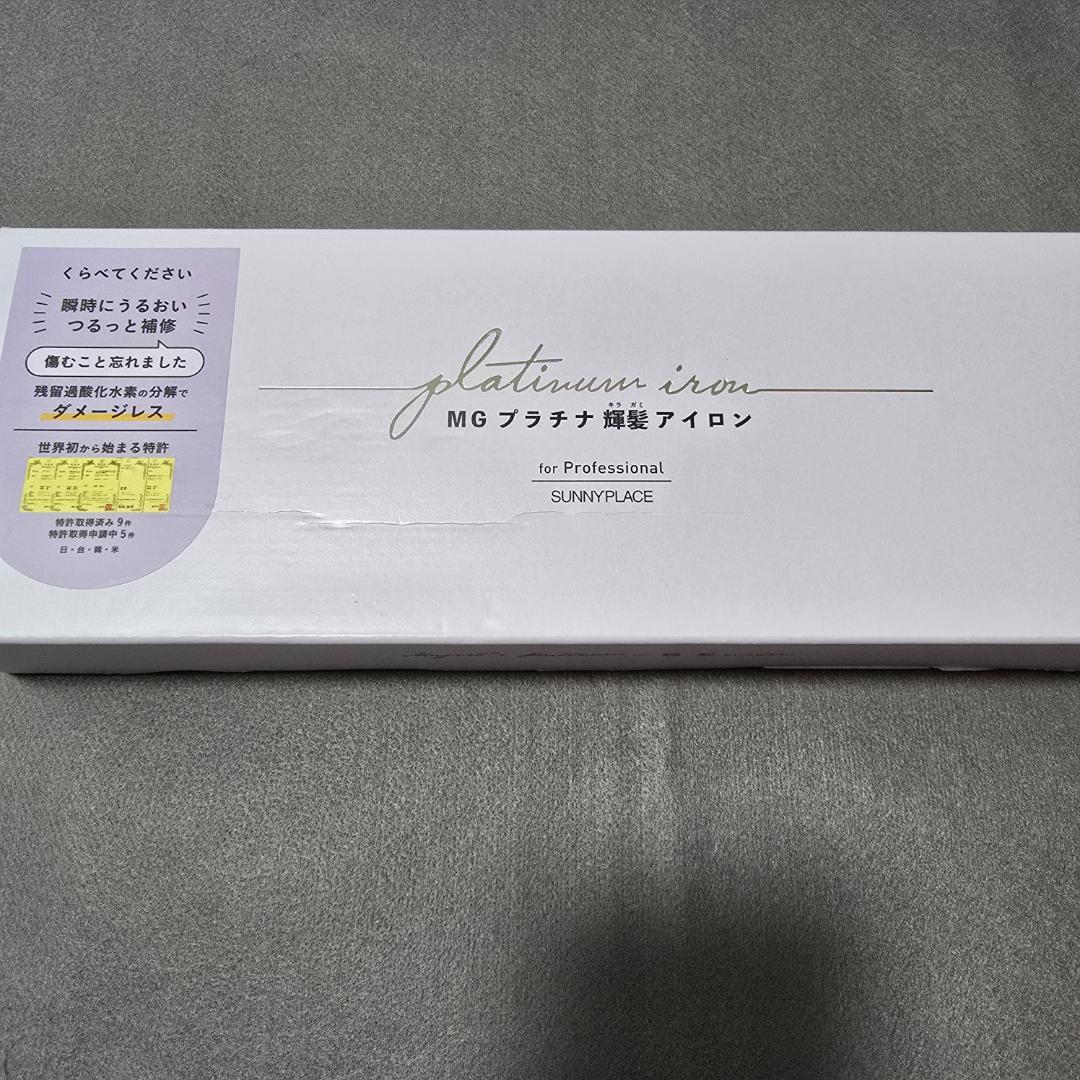 くらべてください
瞬時にうるおい
つるっと補修
傷むこと忘れました
残留過酸化水素の分解で
ダメージレス
世界初から始まる特許
特許取得済み9件
特許取得申請中5件
日・台・韓・米
platinum iron
キラ ガミ
MG プラチナ 輝髪 アイロン
for Professional
SUNNYPLACE